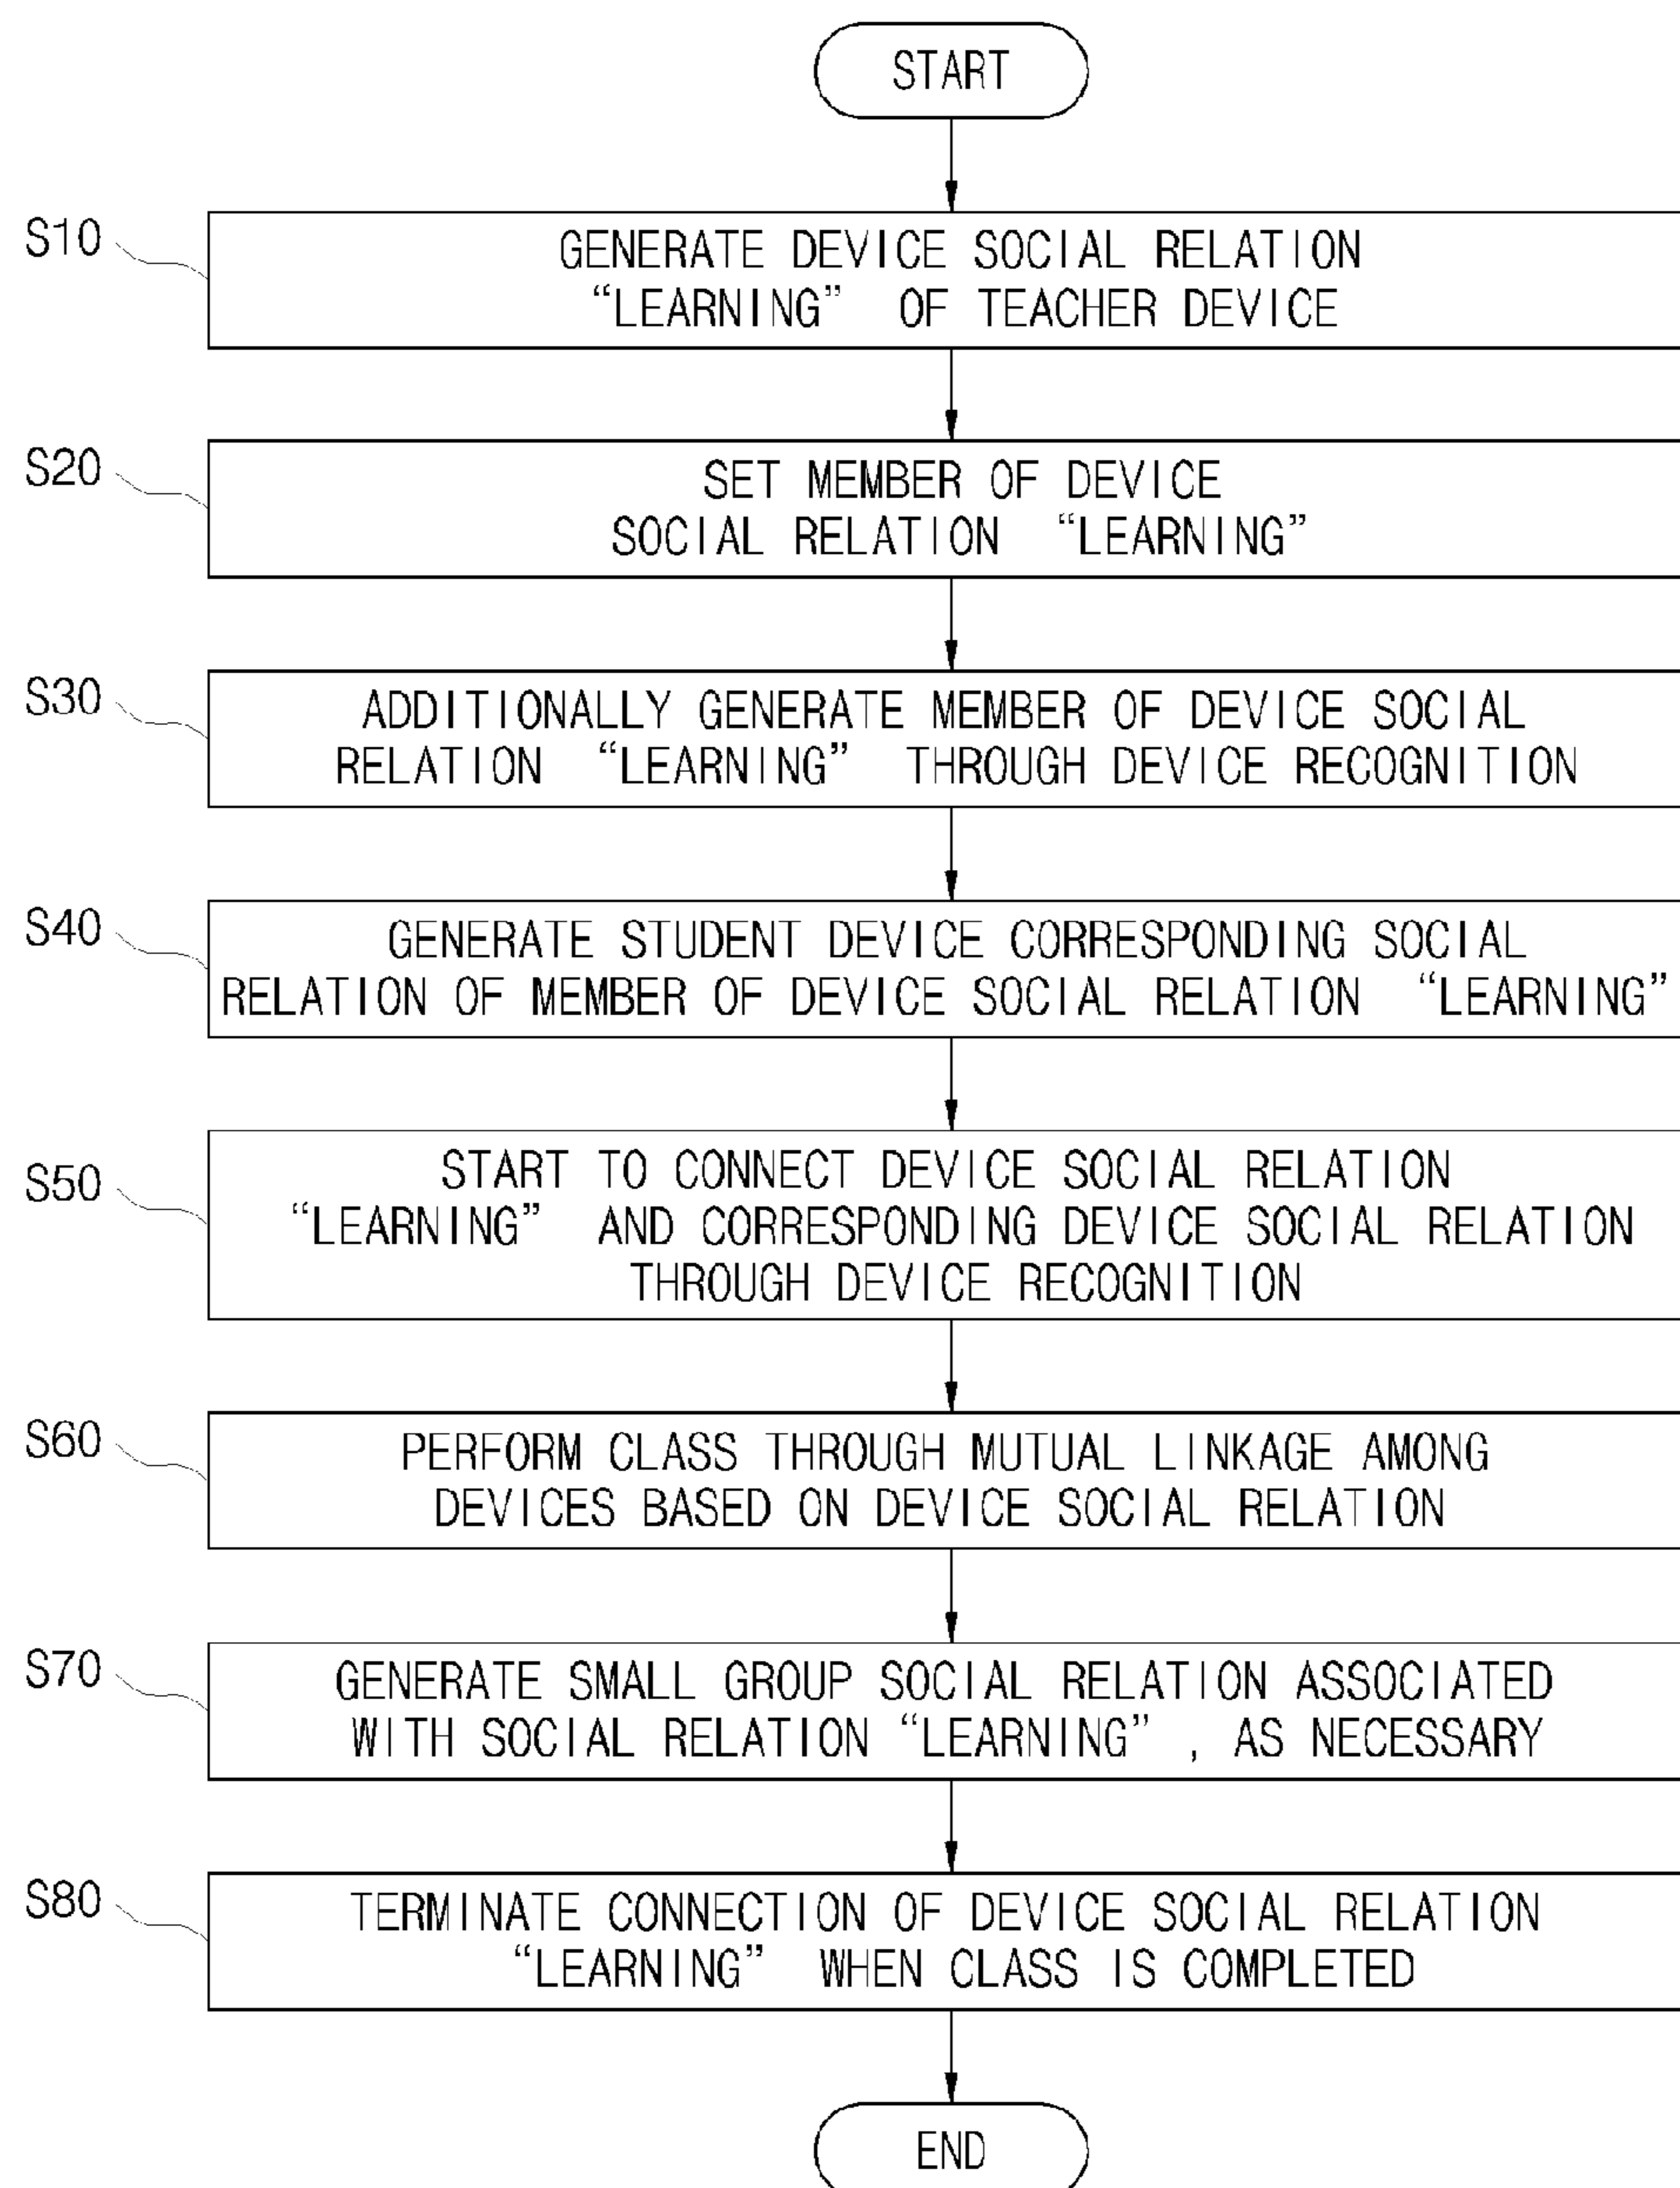 START
S10
GENERATE DEVICE SOCIAL RELATION
“LEARNING” OF TEACHER DEVICE
S20
SET MEMBER OF DEVICE
SOCIAL RELATION “LEARNING”
S30
ADDITIONALLY GENERATE MEMBER OF DEVICE SOCIAL
RELATION “LEARNING” THROUGH DEVICE RECOGNITION
S40
GENERATE STUDENT DEVICE CORRESPONDING SOCIAL
RELATION OF MEMBER OF DEVICE SOCIAL RELATION “LEARNING”
S50
START TO CONNECT DEVICE SOCIAL RELATION
“LEARNING” AND CORRESPONDING DEVICE SOCIAL RELATION
THROUGH DEVICE RECOGNITION
S60
PERFORM CLASS THROUGH MUTUAL LINKAGE AMONG
DEVICES BASED ON DEVICE SOCIAL RELATION
S70
GENERATE SMALL GROUP SOCIAL RELATION ASSOCIATED
WITH SOCIAL RELATION “LEARNING”, AS NECESSARY
S80
TERMINATE CONNECTION OF DEVICE SOCIAL RELATION
“LEARNING” WHEN CLASS IS COMPLETED
END